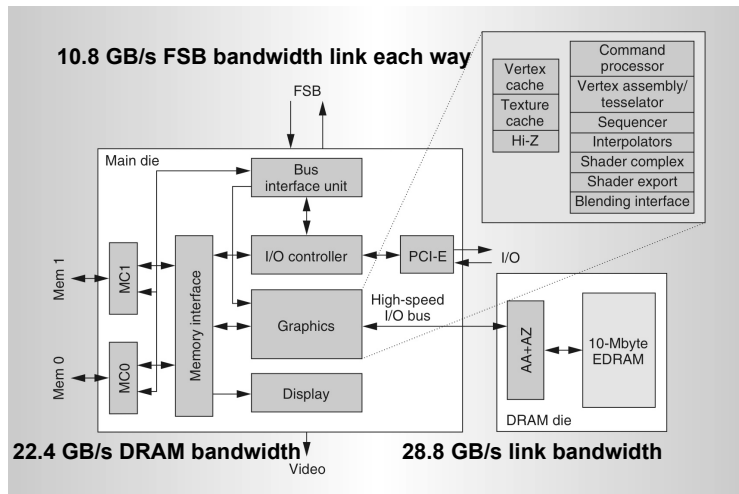 10.8 GB/s FSB bandwidth link each way
FSB
Main die
Bus
interface unit
MC1
Mem 1
Memory interface
I/O controller
PCI-E
I/O
Graphics
High-speed
I/O bus
MC0
Mem 0
Display
Video
22.4 GB/s DRAM bandwidth
Vertex
cache
Texture
cache
Hi-Z
Command
processor
Vertex assembly/
tesselator
Sequencer
Interpolators
Shader complex
Shader export
Blending interface
AA+AZ
10-Mbyte
EDRAM
DRAM die
28.8 GB/s link bandwidth